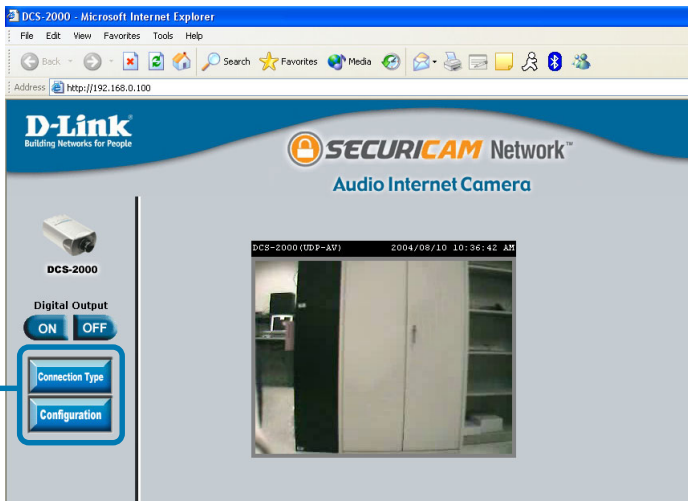 DCS-2000 - Microsoft Internet Explorer
File Edit View Favorites Tools Help
Back Search Favorites Media
Address http://192.168.0.100
D-Link
Building Networks for People
SECURICAM Network™
Audio Internet Camera
DCS-2000(UDP-AV) 2004/08/10 10:36:42 AM
DCS-2000
Digital Output
ON OFF
Connection Type
Configuration